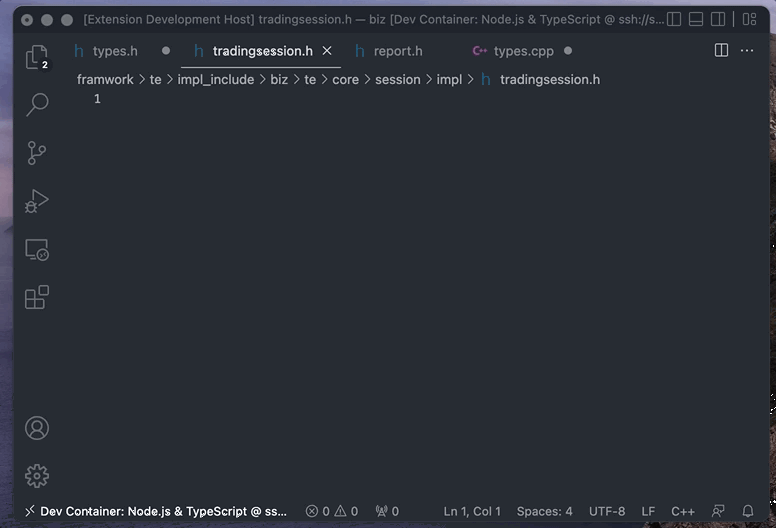 [Extension Development Host] tradingsession.h — biz [Dev Container: Node.js & TypeScript @ ssh://s...
types.h tradingsession.h report.h types.cpp
framwork > te > impl_include > biz > te > core > session > impl > h tradingsession.h
1
2
Dev Container: Node.js & TypeScript @ ss... 0 0 0 Ln 1, Col 1 Spaces: 4 UTF-8 LF C++